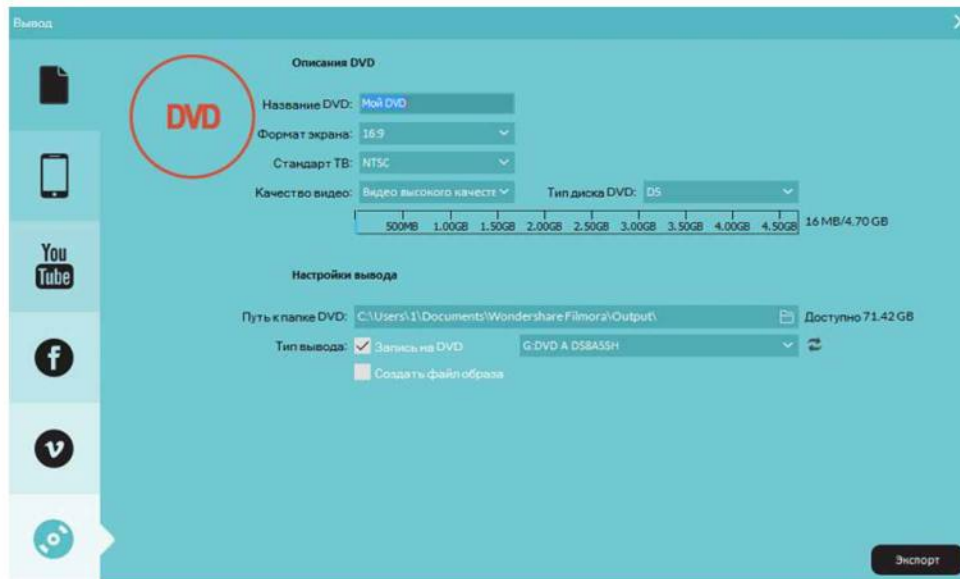 Вывод
Описания DVD
DVD
Название DVD: Мой DVD
Формат экрана: 16:9
Стандарт ТВ: NTSC
Качество видео: Видео высокого качеств Тип диска DVD: D5
500MB 1.00GB 1.50GB 2.00GB 2.50GB 3.00GB 3.50GB 4.00GB 4.50GB 16 MB/4.70 GB
You
Tube
Настройки вывода
Путь к папке DVD: C:\Users\1\Documents\Wondershare Filmora\Output\ Доступно 71.42 GB
Тип вывода: Запись на DVD G:DVD A DS8A5SH
Создать файл образа
Экспорт